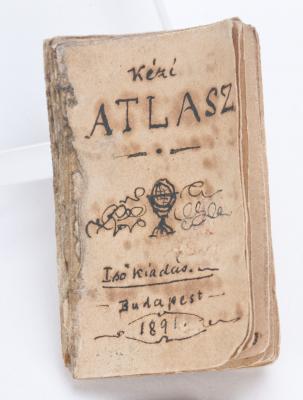 Kézi
ATLASZ
Iső Kiadás.
Budapest
1891.